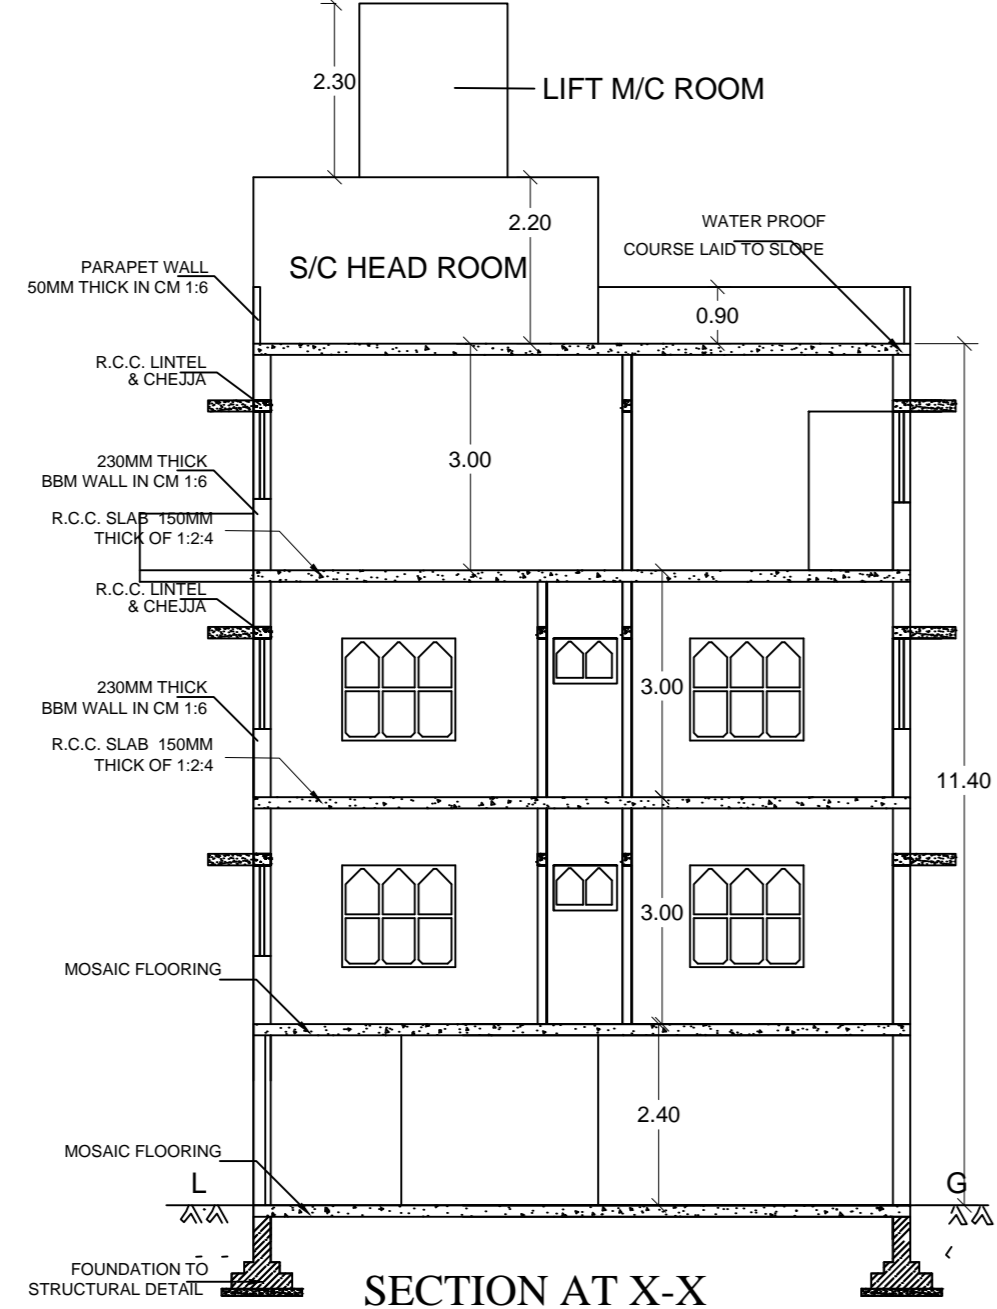 2.30
LIFT M/C ROOM
2.20
WATER PROOF
COURSE LAID TO SLOPE
S/C HEAD ROOM
PARAPET WALL
50MM THICK IN CM 1:6
0.90
R.C.C. LINTEL
& CHEJJA
3.00
230MM THICK
BBM WALL IN CM 1:6
R.C.C. SLAB 150MM
THICK OF 1:2:4
R.C.C. LINTEL
& CHEJJA
230MM THICK
BBM WALL IN CM 1:6
3.00
R.C.C. SLAB 150MM
THICK OF 1:2:4
11.40
3.00
MOSAIC FLOORING
2.40
MOSAIC FLOORING
L
G
FOUNDATION TO
STRUCTURAL DETAIL
SECTION AT X-X